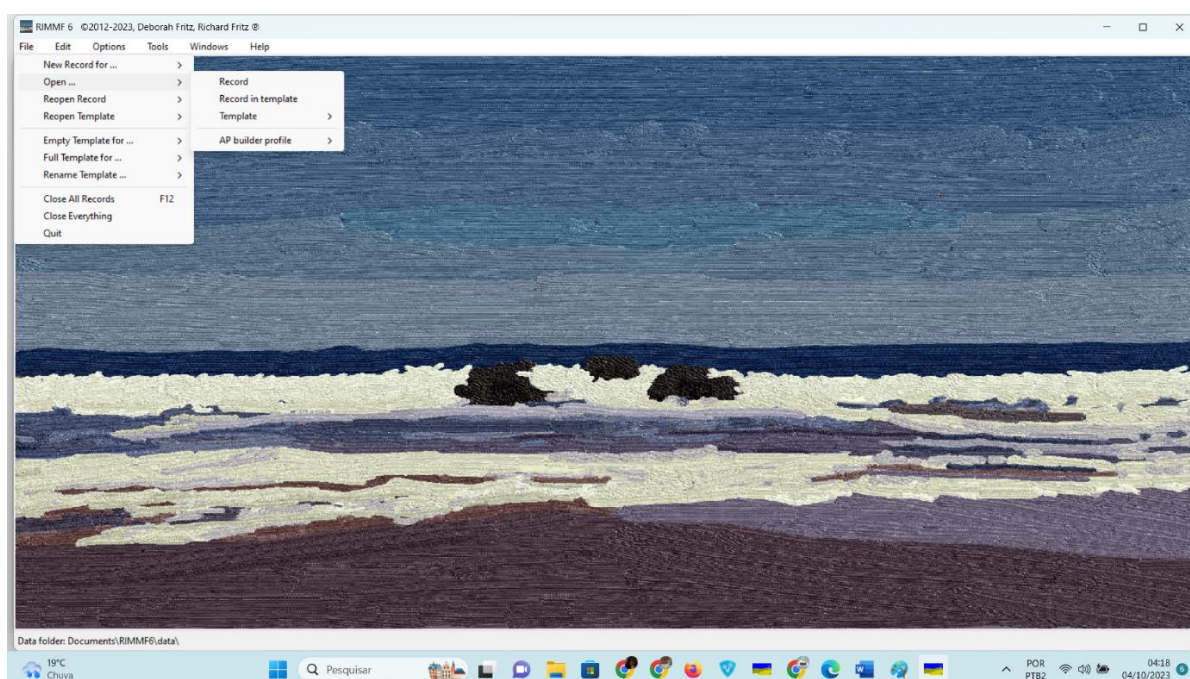 RIMMF 6 ©2012-2023, Deborah Fritz, Richard Fritz ®
File Edit Options Tools Windows Help
New Record for ...
Open ...
Reopen Record
Reopen Template
Empty Template for ...
Full Template for ...
Rename Template ...
Close All Records F12
Close Everything
Quit
Record
Record in template
Template
AP builder profile
Data folder: Documents\RIMMF6\data\
19°C
Chuva
Pesquisar
POR
PTB2
04:18
04/10/2023
6